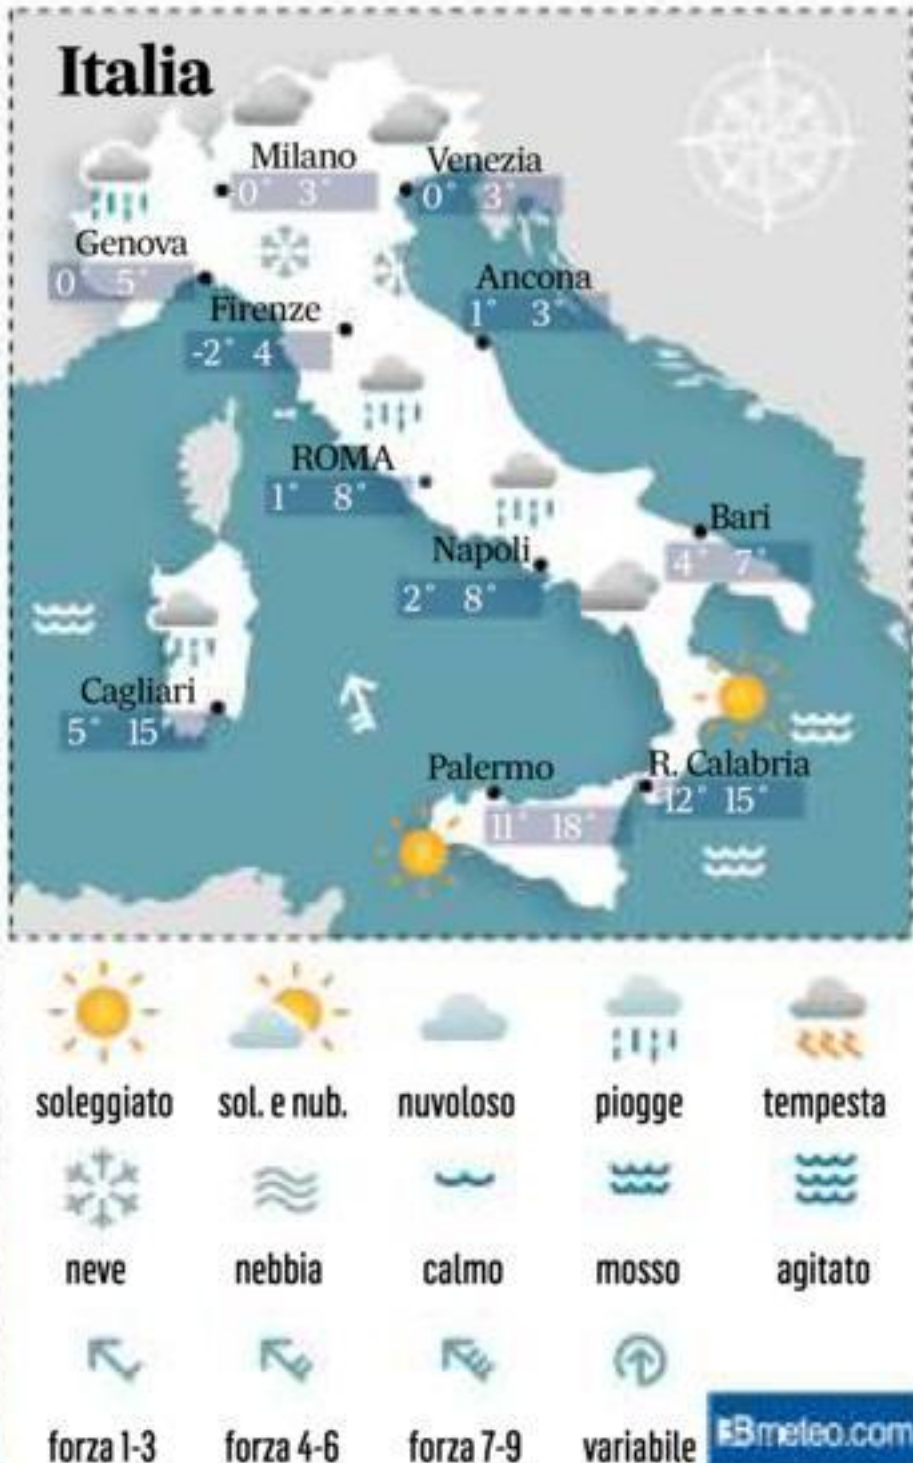 Italia
Milano
0° 3°
Venezia
0° 3°
Genova
0° 5°
Ancona
1° 3°
Firenze
-2° 4
ROMA
1° 8°
Bari
4° 7°
Napoli
2° 8°
Cagliari
5° 15°
Palermo
11° 18°
R. Calabria
12° 15°
soleggiato sol. e nub. nuvoloso piogge tempesta
neve nebbia calmo mosso agitato
forza 1-3 forza 4-6 forza 7-9 variabile
3Bmeteo.com